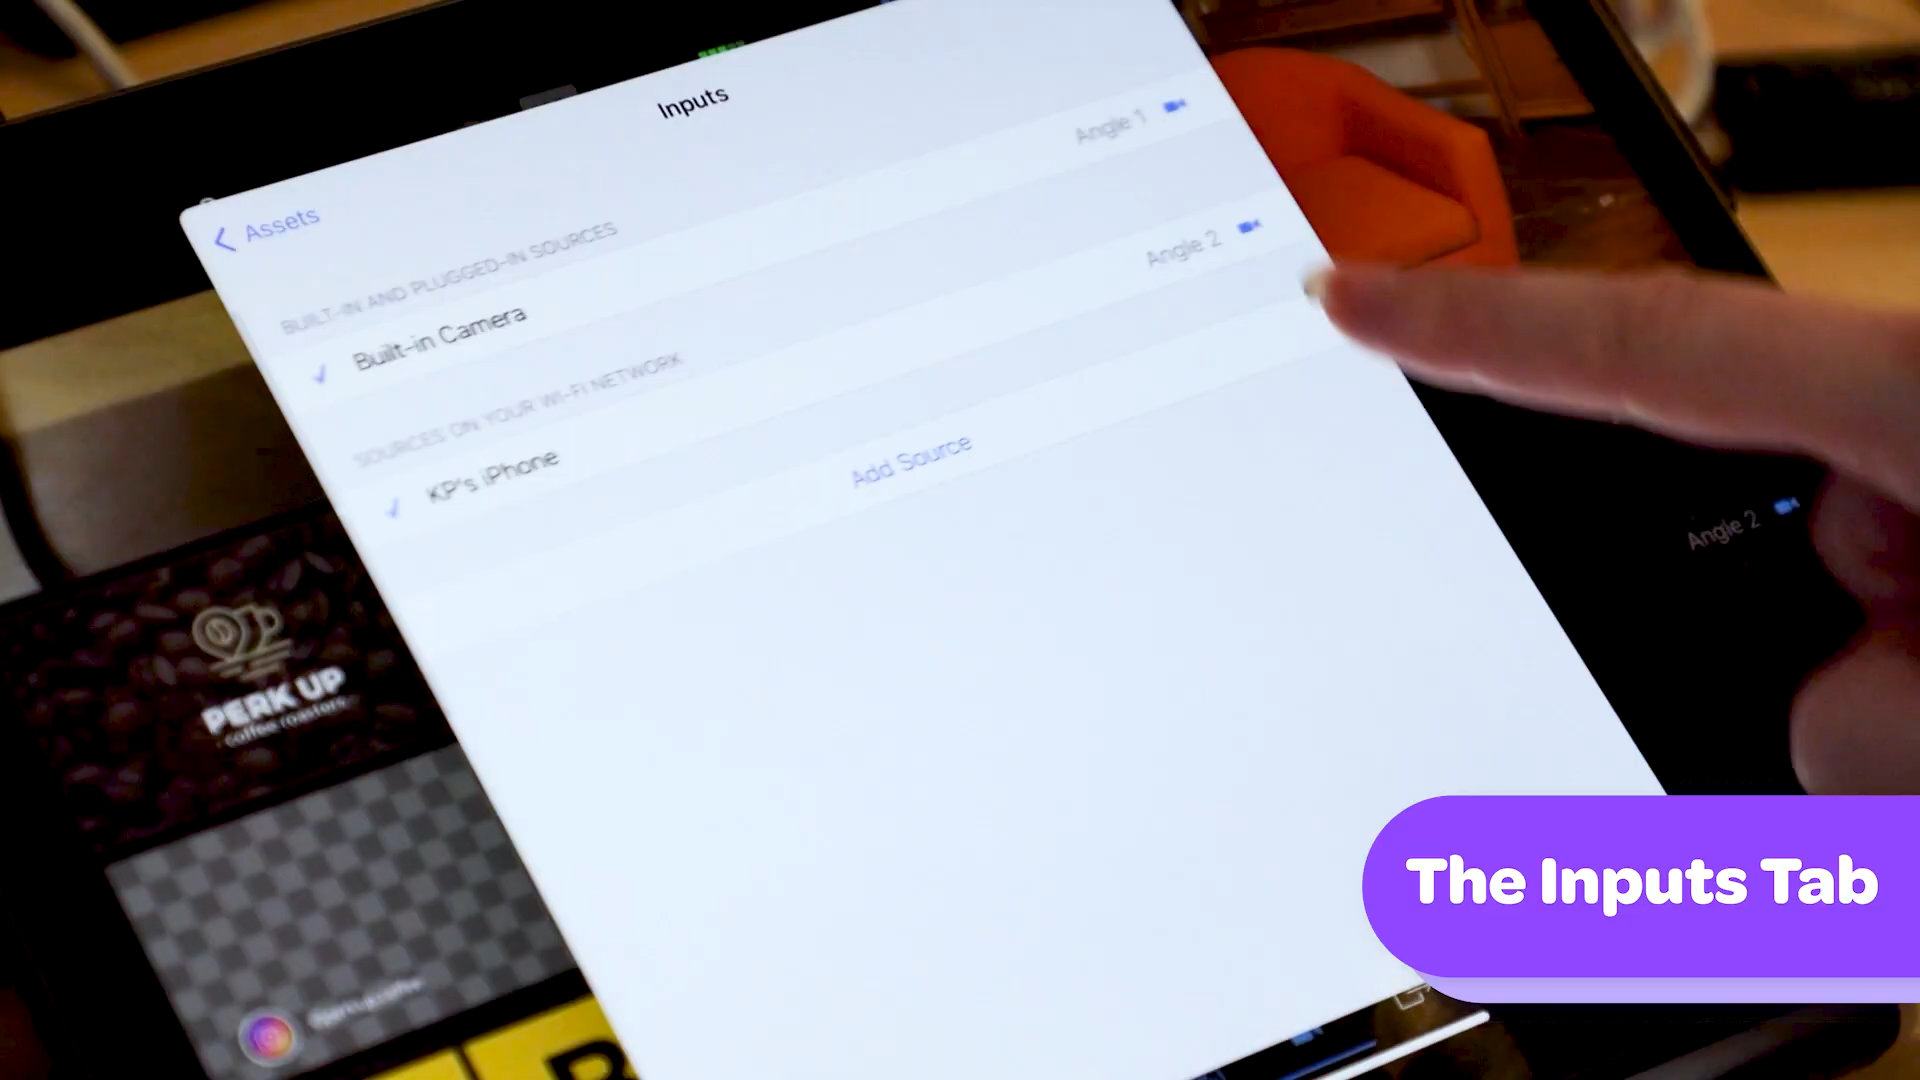 Inputs
< Assets
BUILT-IN AND PLUGGED-IN SOURCES
Built-in Camera
Angle 1
SOURCES ON YOUR WI-FI NETWORK
KP's iPhone
Angle 2
Add Source
Angle 2
PERK UP
coffee roasters
The Inputs Tab